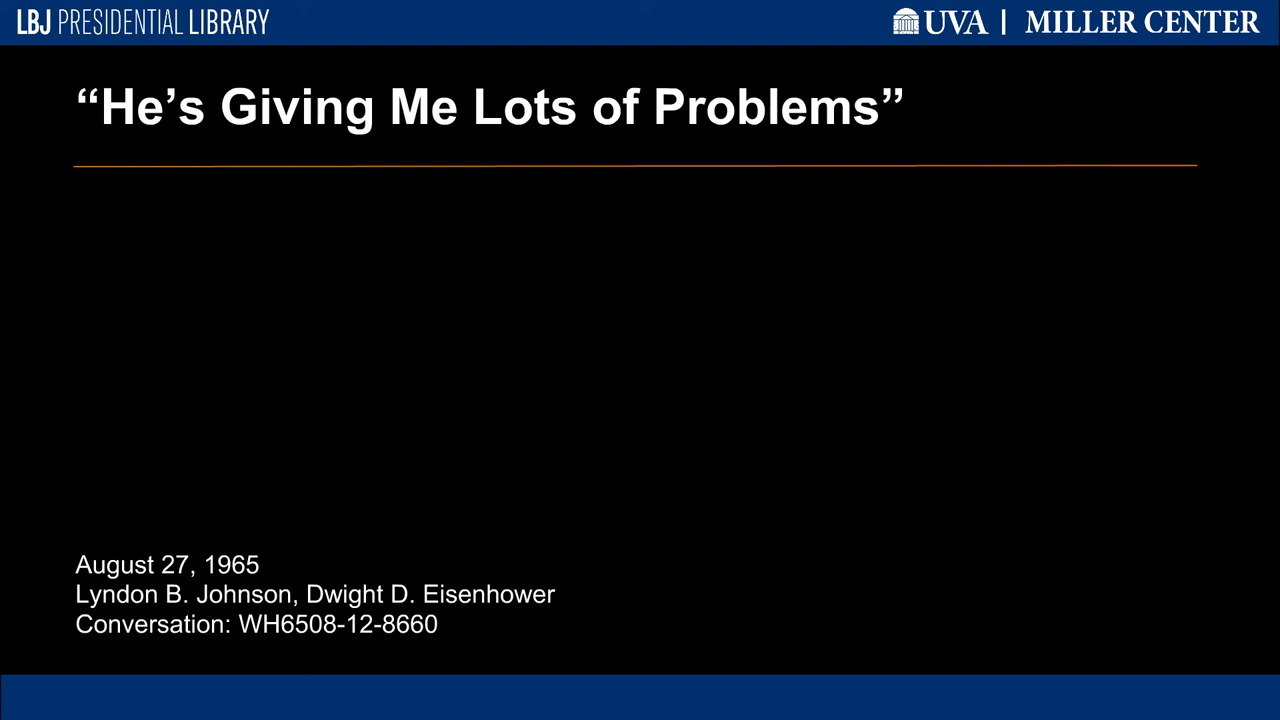 LBJ PRESIDENTIAL LIBRARY
UVA | MILLER CENTER
“He’s Giving Me Lots of Problems”
August 27, 1965
Lyndon B. Johnson, Dwight D. Eisenhower
Conversation: WH6508-12-8660